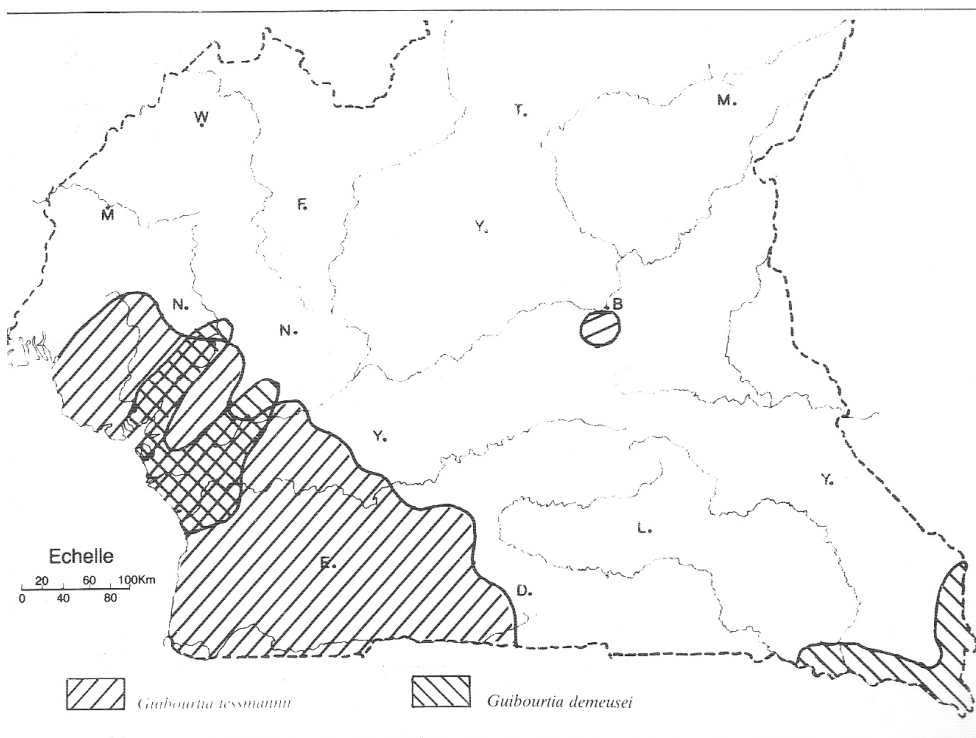 W
T.
M.
M
F.
Y.
N.
N.
B
Y.
Y.
L.
E.
D.
Echelle
20 60 100Km
0 40 80
Guibourtia tessmannii
Guibourtia demeusei